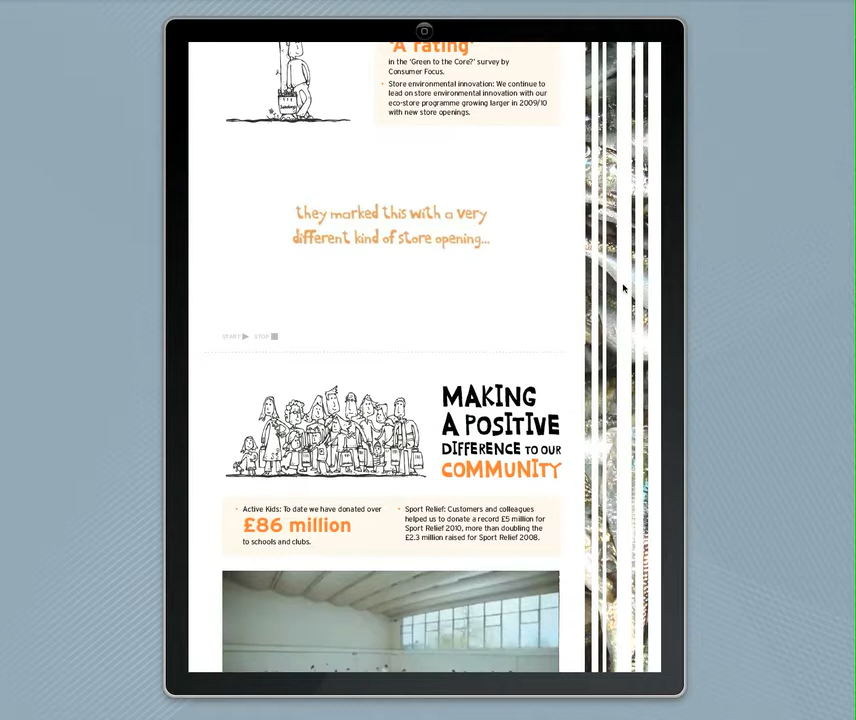 'A rating'
in the 'Green to the Core?' survey by
Consumer Focus.
Store environmental innovation: We continue to
lead on store environmental innovation with our
eco-store programme growing larger in 2009/10
with new store openings.
they marked this with a very
different kind of store opening...
START STOP
MAKING
A POSITIVE
DIFFERENCE TO OUR
COMMUNITY
Active Kids: To date we have donated over
£86 million
to schools and clubs.
Sport Relief: Customers and colleagues
helped us to donate a record £5 million for
Sport Relief 2010, more than doubling the
£2.3 million raised for Sport Relief 2008.